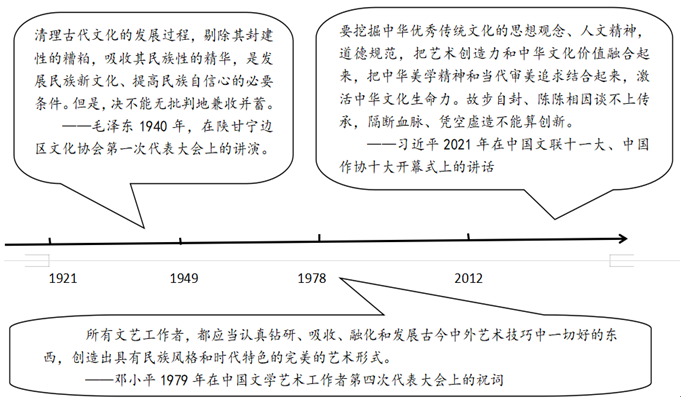 清理古代文化的发展过程，剔除其封建
性的糟粕，吸收其民族性的精华，是发
展民族新文化、提高民族自信心的必要
条件。但是，决不能无批判地兼收并蓄。
——毛泽东 1940 年，在陕甘宁边
区文化协会第一次代表大会上的讲演。
要挖掘中华优秀传统文化的思想观念、人文精神，
道德规范，把艺术创造力和中华文化价值融合起
来，把中华美学精神和当代审美追求结合起来，激
活中华文化生命力。故步自封、陈陈相因谈不上传
承，隔断血脉、凭空虚造不能算创新。
——习近平 2021 年在中国文联十一大、中国
作协十大开幕式上的讲话
1921
1949
1978
2012
所有文艺工作者，都应当认真钻研、吸收、融化和发展古今中外艺术技巧中一切好的东
西，创造出具有民族风格和时代特色的完美的艺术形式。
——邓小平 1979 年在中国文学艺术工作者第四次代表大会上的祝词